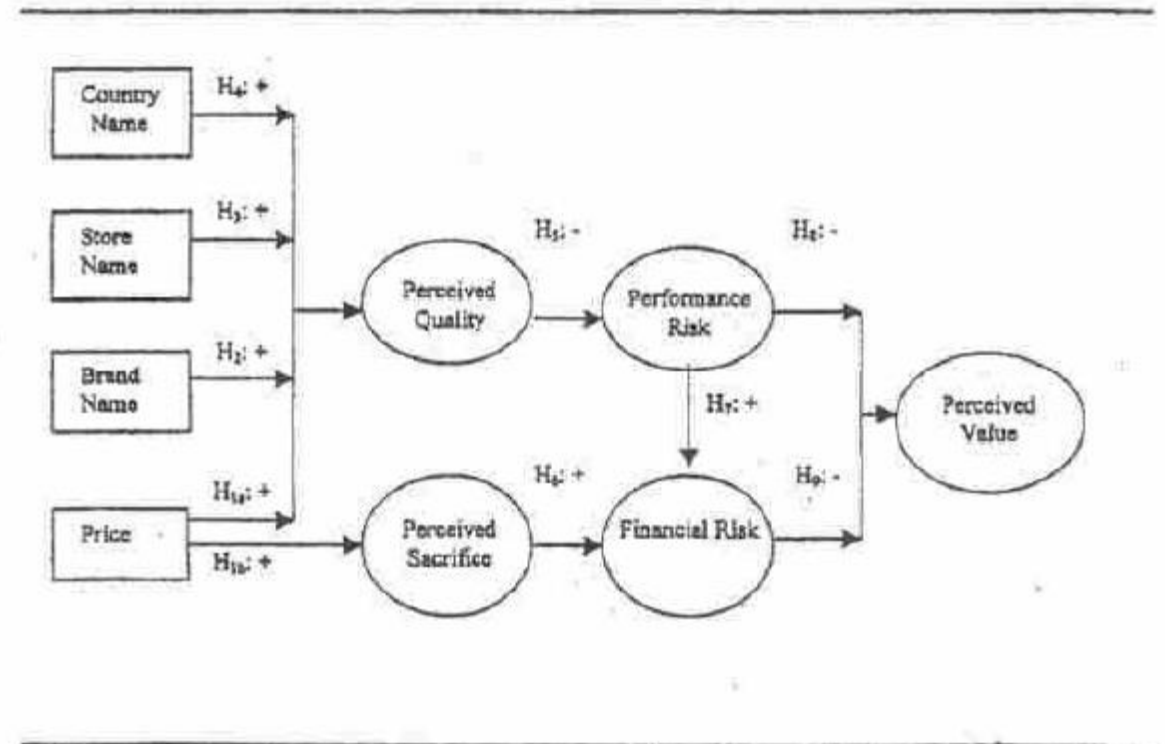 Country
Name
H₄: +
Store
Name
H₃: +
Brand
Name
H₂: +
Price
H₁ₐ: +
H₁ᵦ: +
Perceived
Quality
H₅: -
Performance
Risk
H₈: -
H₇: +
Perceived
Sacrifice
H₆: +
Financial Risk
H₉: -
Perceived
Value